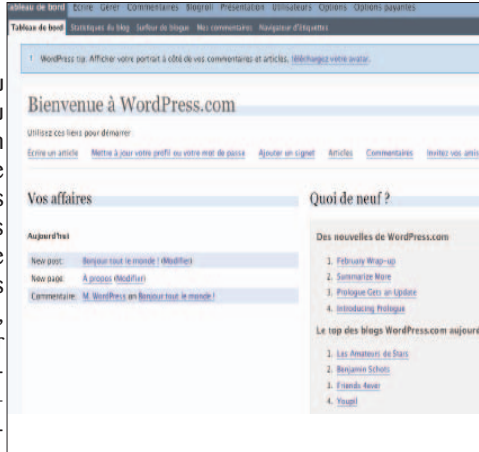 ableau de bord Écrire Gérer Commentaires Blogroll Présentation Utilisateurs Options Options payantes
Tableau de bord Statistiques du blog Surfeur de blogue Mes commentaires Navigateur d'étiquettes
WordPress tip: Afficher votre portrait à côté de vos commentaires et articles, téléchargez votre avatar.
Bienvenue à WordPress.com
Utilisez ces liens pour démarrer
Écrire un article Mettre à jour votre profil ou votre mot de passe Ajouter un signet Articles Commentaires Invitez vos amis
Vos affaires
Aujourd'hui
New post: Bonjour tout le monde ! (Modifier)
New page: À propos (Modifier)
Commentaire: M. WordPress on Bonjour tout le monde !
Quoi de neuf ?
Des nouvelles de WordPress.com
1. February Wrap-up
2. Summarize More
3. Prologue Gets an Update
4. Introducing Prologue
Le top des blogs WordPress.com aujourd
1. Les Amateurs de Stars
2. Benjamin Schots
3. Friends 4ever
4. Youpi!